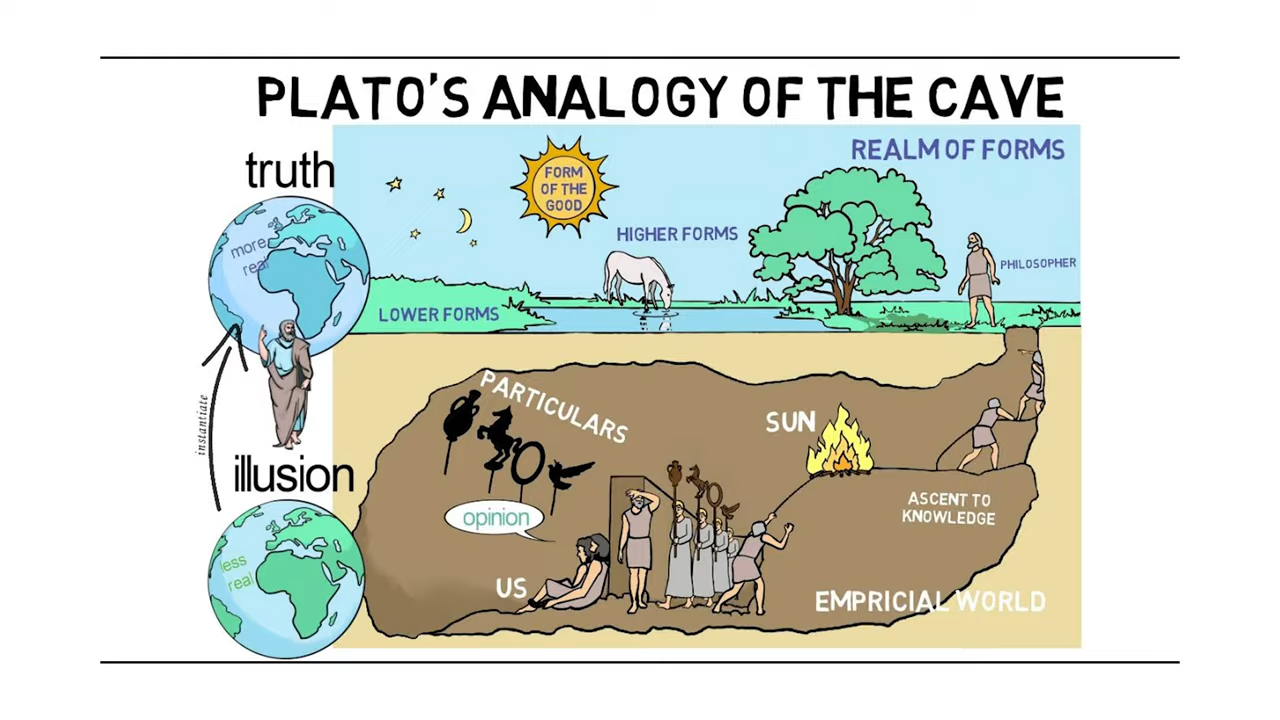 PLATO'S ANALOGY OF THE CAVE
truth
REALM OF FORMS
FORM
OF THE
GOOD
more
real
HIGHER FORMS
PHILOSOPHER
LOWER FORMS
instantiate
PARTICULARS
SUN
illusion
opinion
ASCENT TO
KNOWLEDGE
less
real
US
EMPRICIAL WORLD